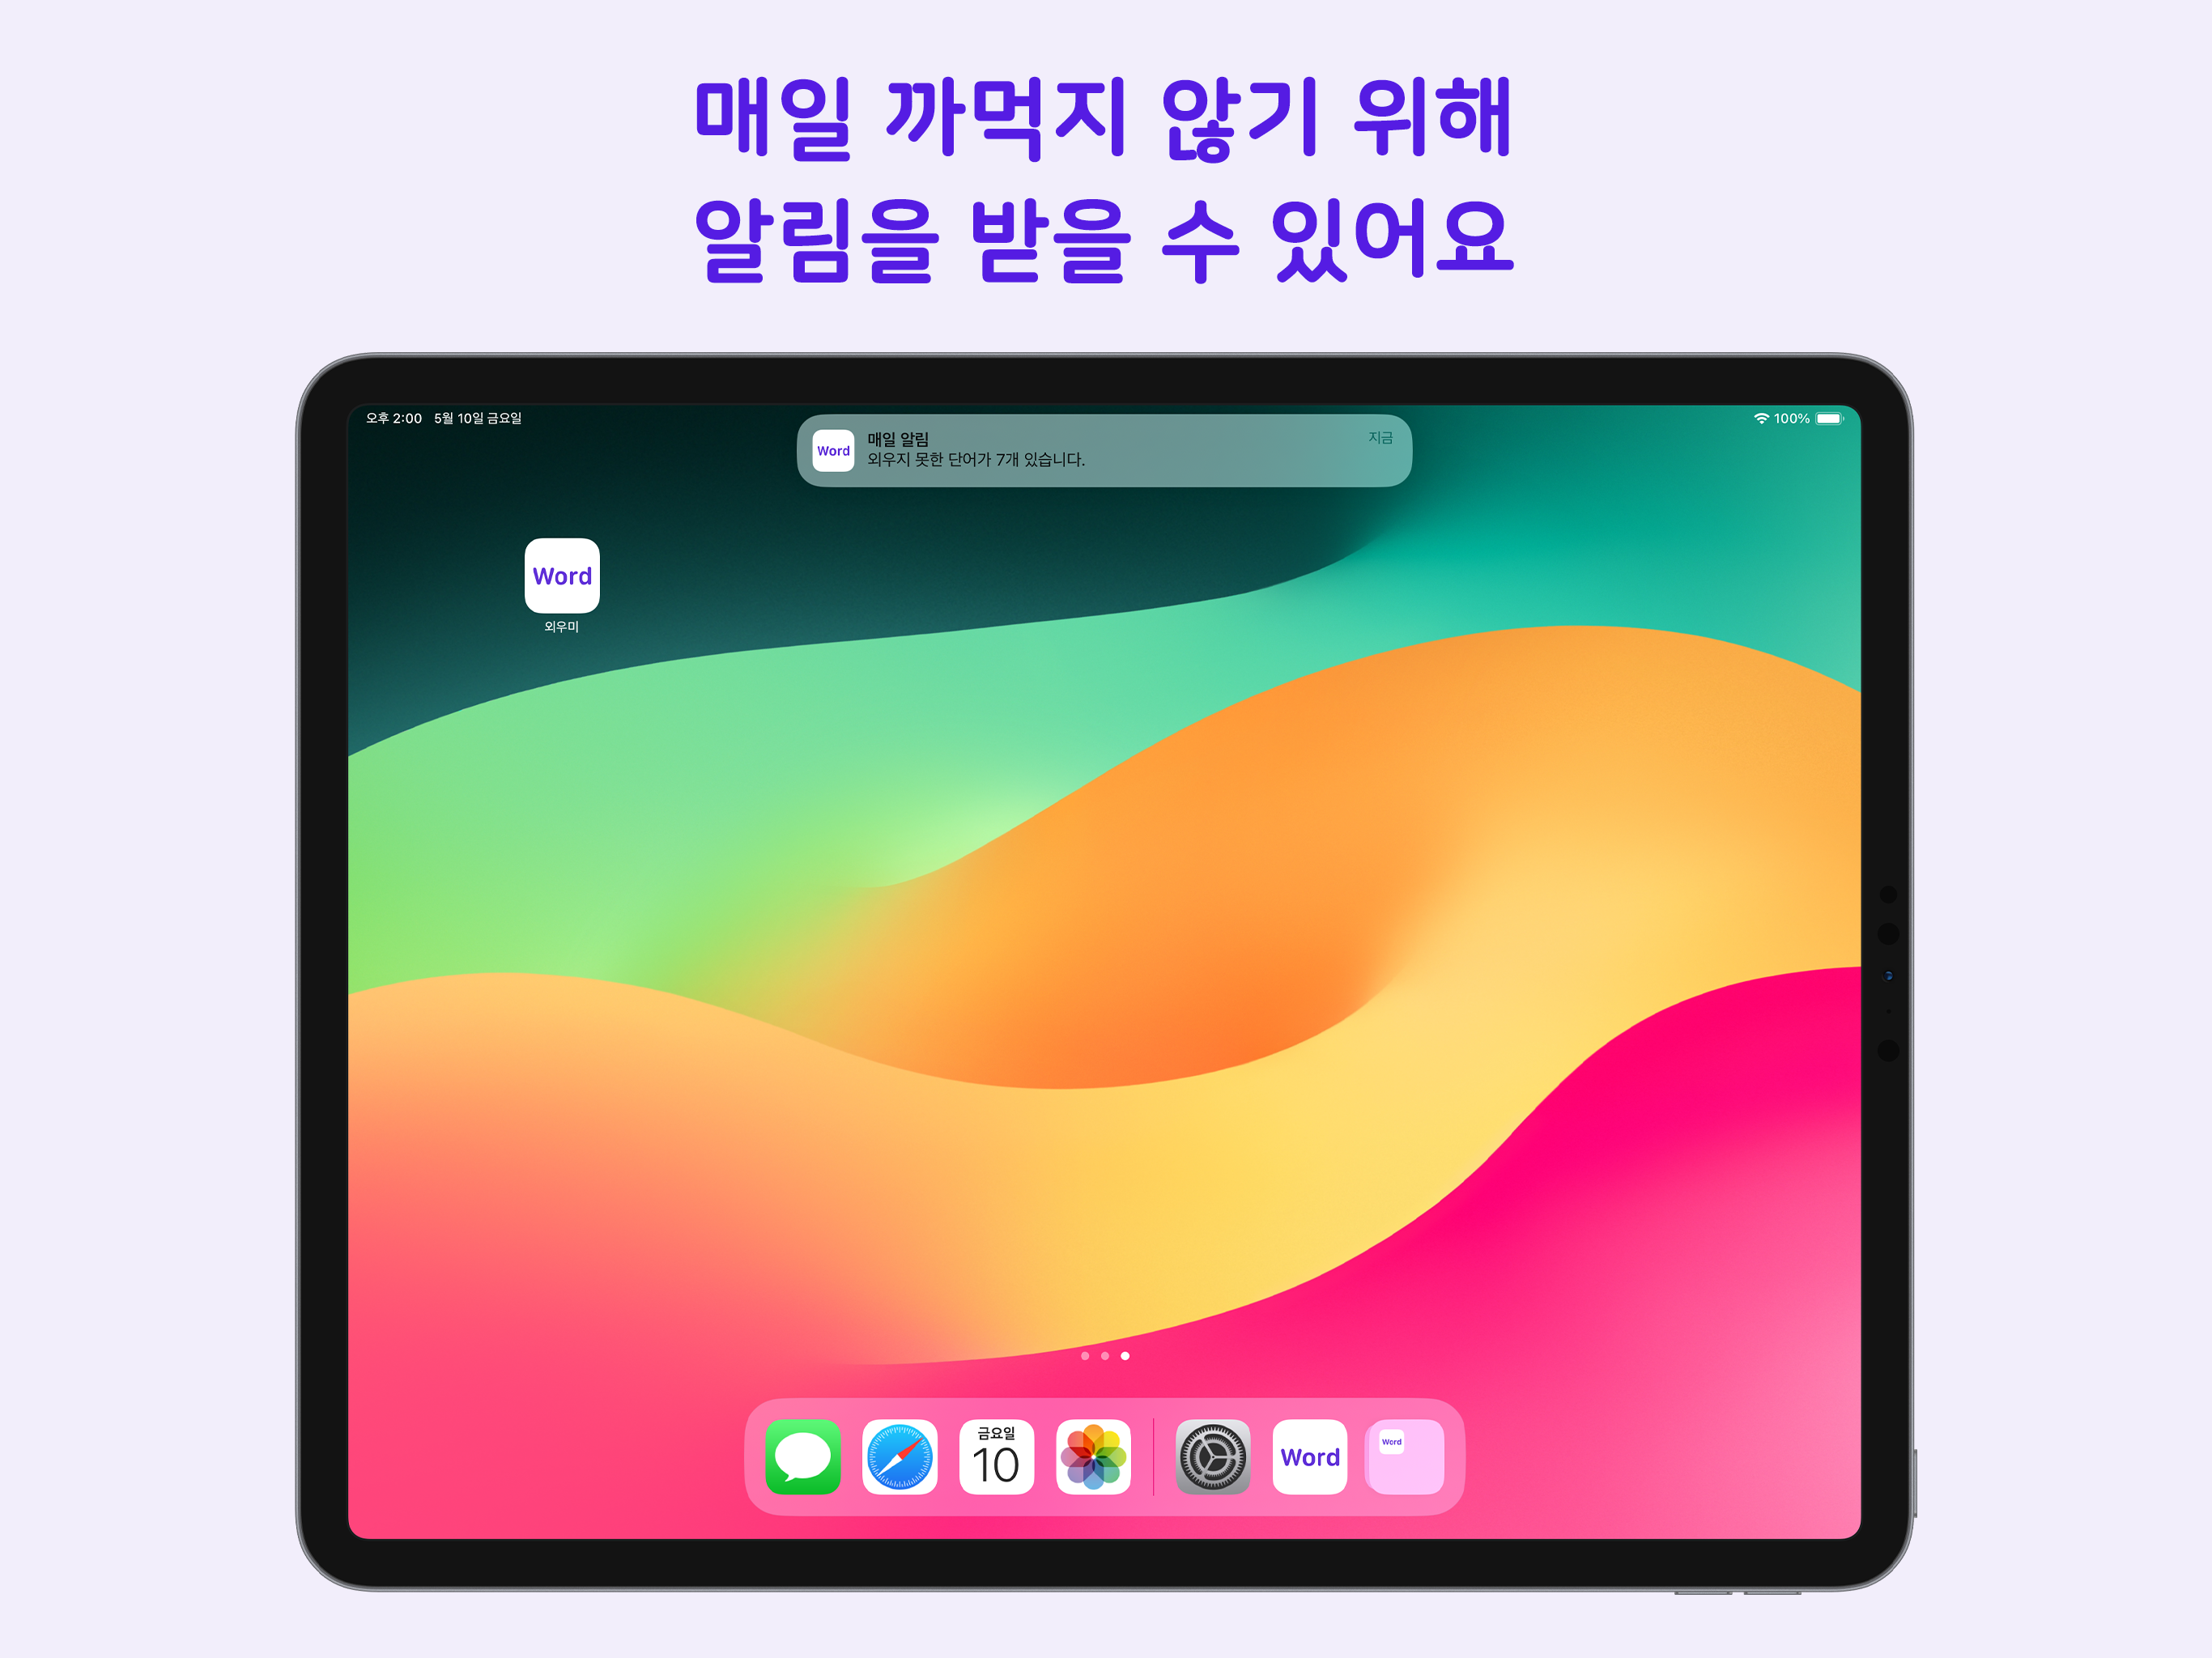 매일 까먹지 않기 위해
알림을 받을 수 있어요
오후 2:00 5월 10일 금요일
100%
Word
매일 알림
지금
외우지 못한 단어가 7개 있습니다.
Word
외우미
금요일
10
Word
Word